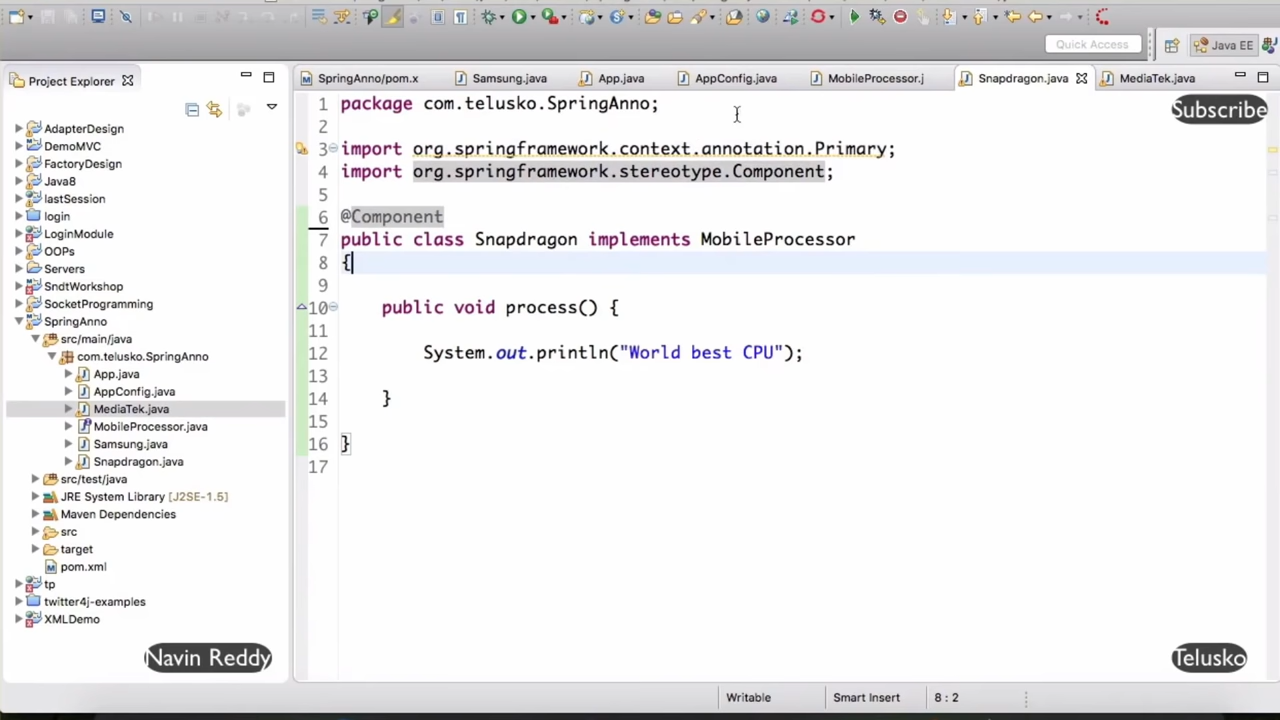 Quick Access
Java EE
Project Explorer
AdapterDesign
DemoMVC
FactoryDesign
Java8
lastSession
login
LoginModule
OOPs
Servers
SndtWorkshop
SocketProgramming
SpringAnno
src/main/java
com.telusko.SpringAnno
App.java
AppConfig.java
MediaTek.java
MobileProcessor.java
Samsung.java
Snapdragon.java
src/test/java
JRE System Library [J2SE-1.5]
Maven Dependencies
src
target
pom.xml
tp
twitter4j-examples
XMLDemo
Navin Reddy
SpringAnno/pom.x Samsung.java App.java AppConfig.java MobileProcessor.j Snapdragon.java MediaTek.java
Subscribe
1 package com.telusko.SpringAnno;
2
3 import org.springframework.context.annotation.Primary;
4 import org.springframework.stereotype.Component;
5
6 @Component
7 public class Snapdragon implements MobileProcessor
8 {
9
10 public void process() {
11
12 System.out.println("World best CPU");
13
14 }
15
16 }
17
Telusko
Writable Smart Insert 8 : 2